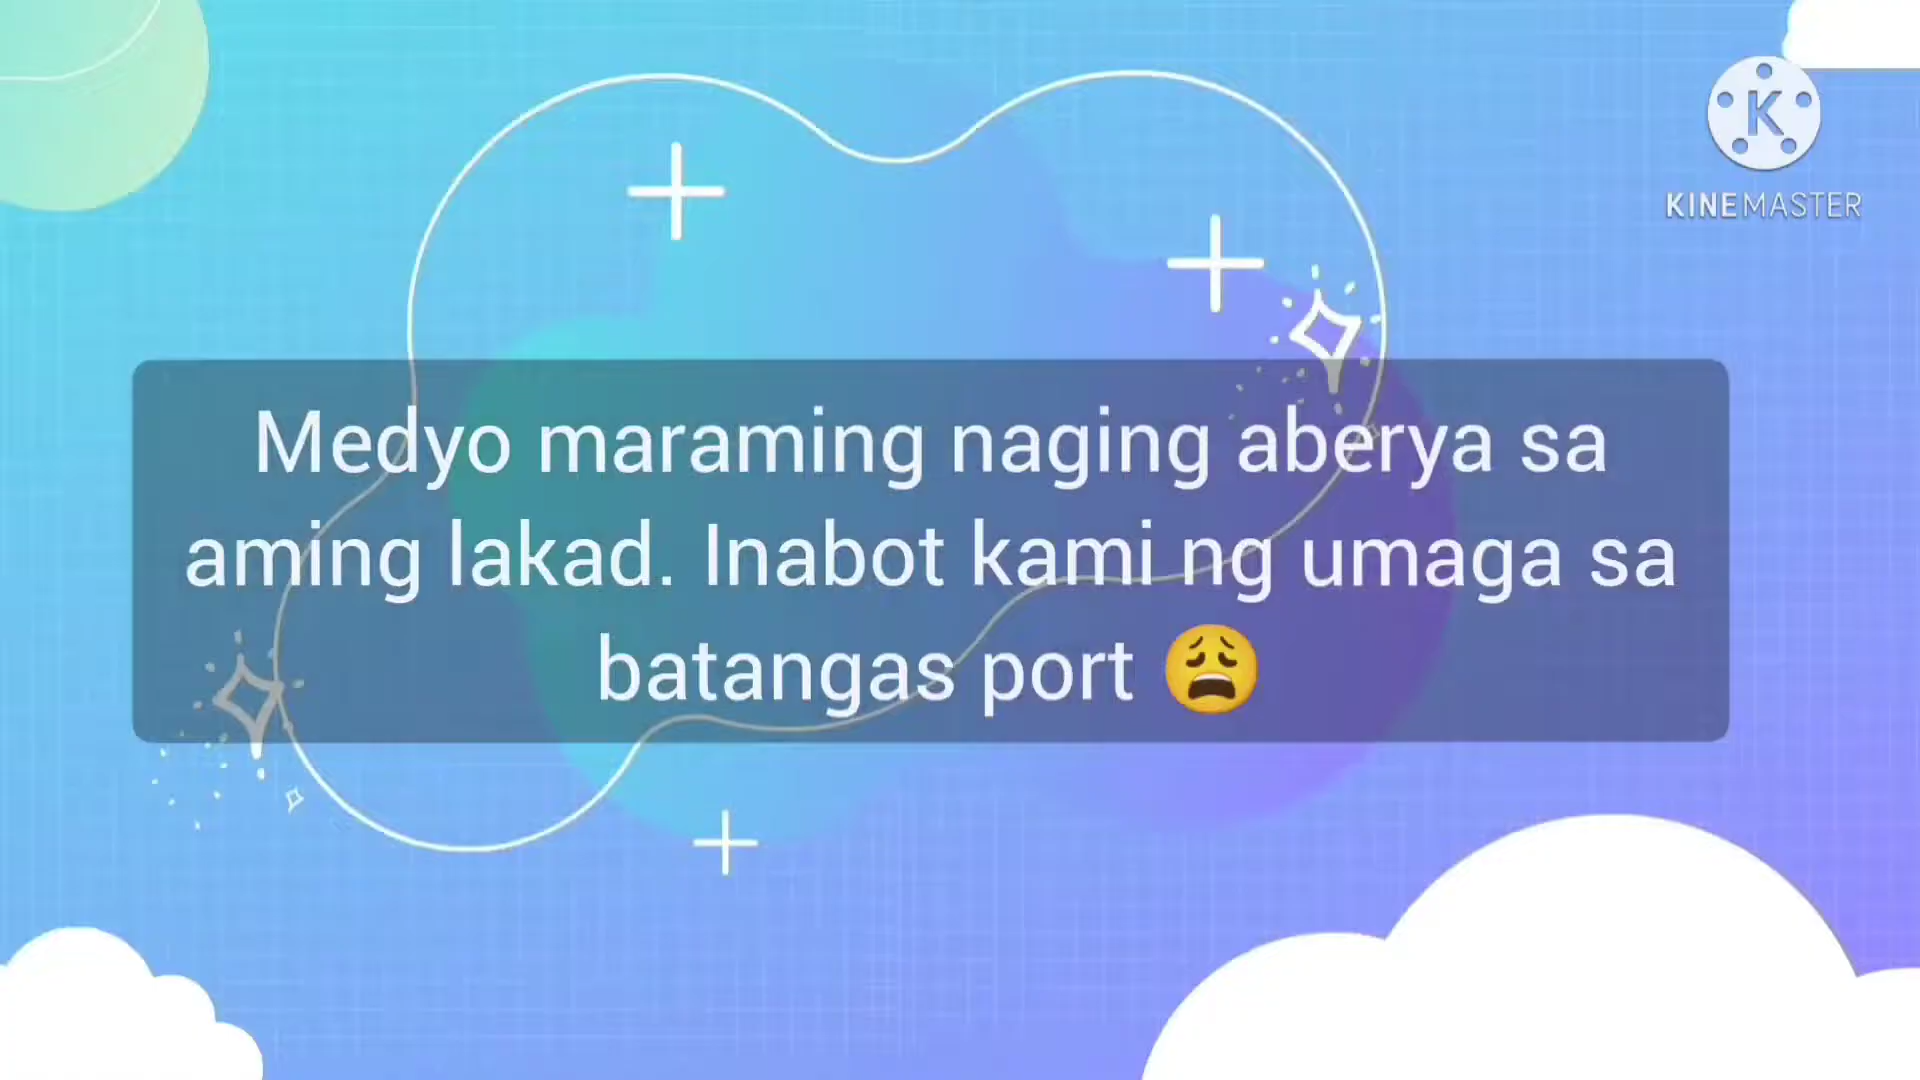 K
KINEMASTER
Medyo maraming naging aberya sa
aming lakad. Inabot kami ng umaga sa
batangas port 😩